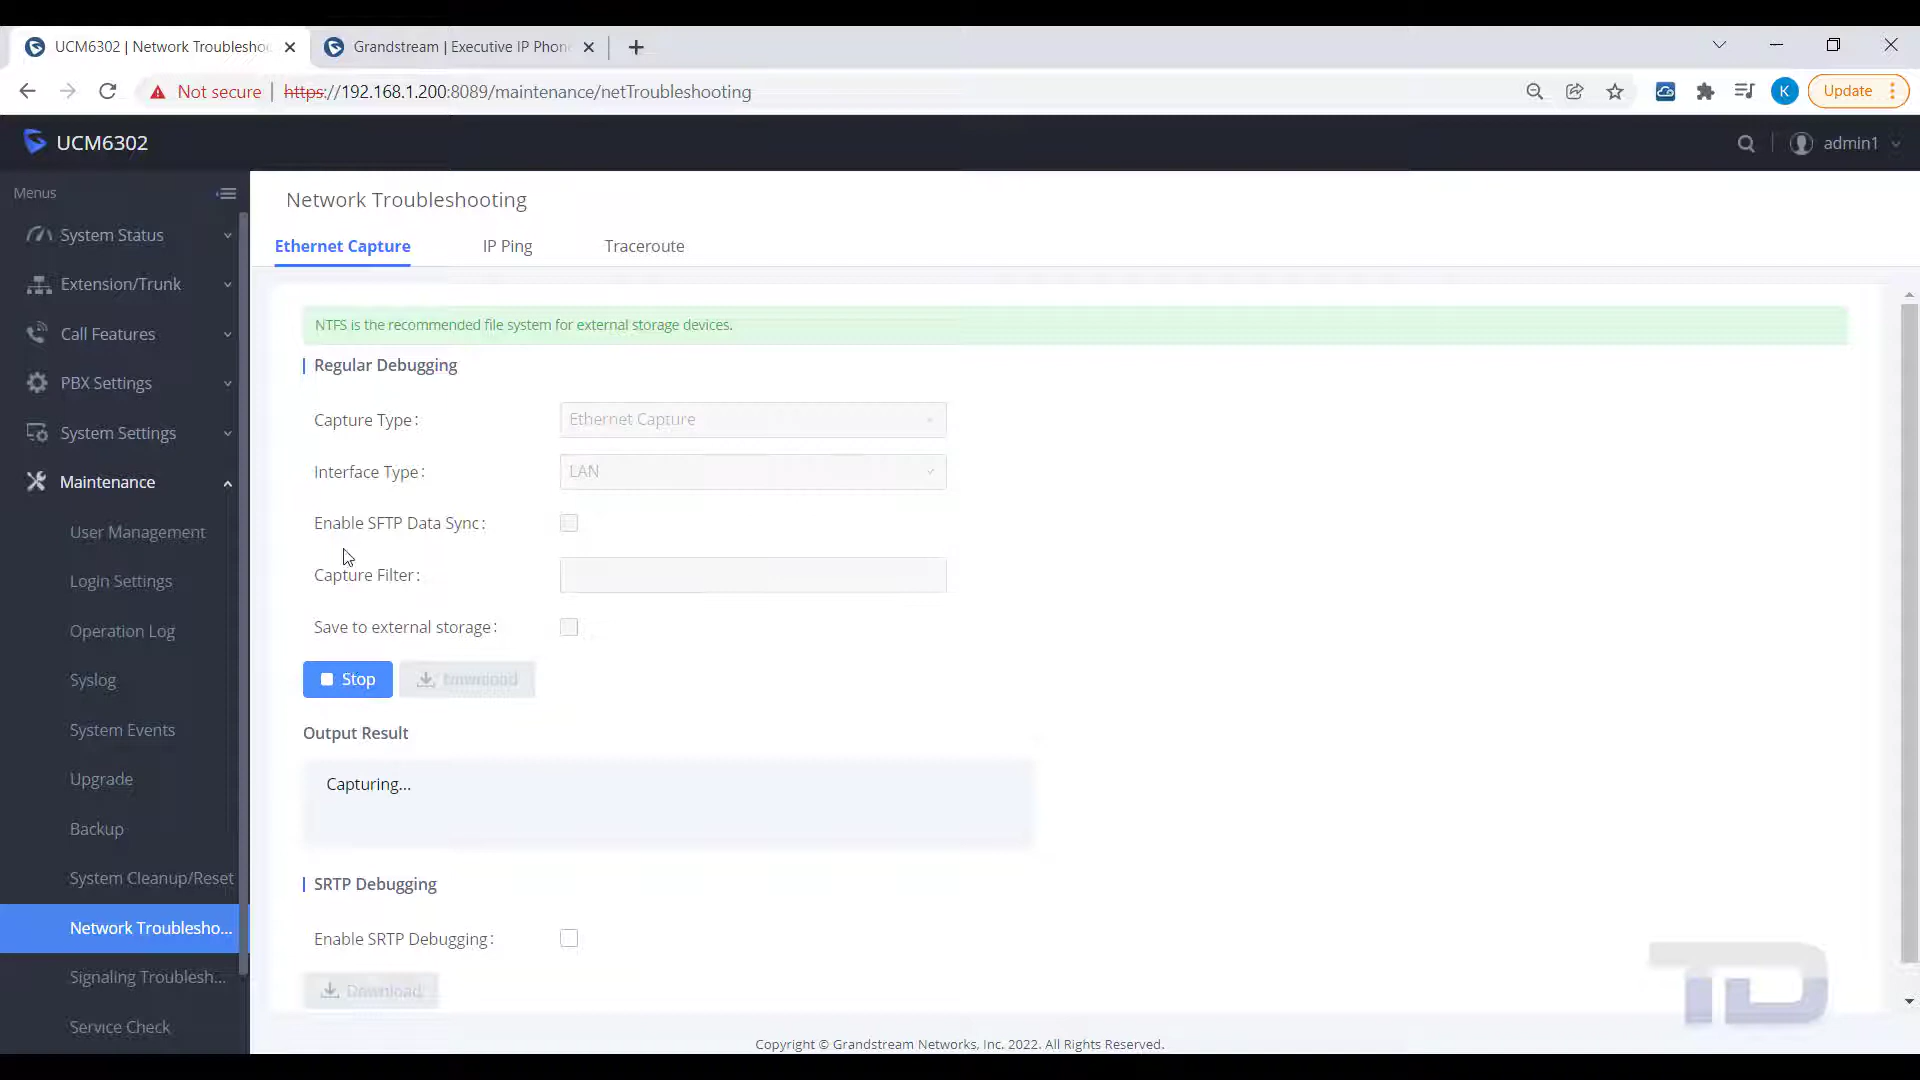 UCM6302 | Network Troublesho
Grandstream | Executive IP Phon
Not secure
https://192.168.1.200:8089/maintenance/netTroubleshooting
K
Update
UCM6302
admin1
Menus
System Status
Extension/Trunk
Call Features
PBX Settings
System Settings
Maintenance
User Management
Login Settings
Operation Log
Syslog
System Events
Upgrade
Backup
System Cleanup/Reset
Network Troublesho...
Signaling Troublesh...
Service Check
Network Troubleshooting
Ethernet Capture
IP Ping
Traceroute
NTFS is the recommended file system for external storage devices.
Regular Debugging
Capture Type:
Ethernet Capture
Interface Type:
LAN
Enable SFTP Data Sync:
Capture Filter:
Save to external storage:
Stop
Download
Output Result
Capturing...
SRTP Debugging
Enable SRTP Debugging:
Download
TD
Copyright © Grandstream Networks, Inc. 2022. All Rights Reserved.